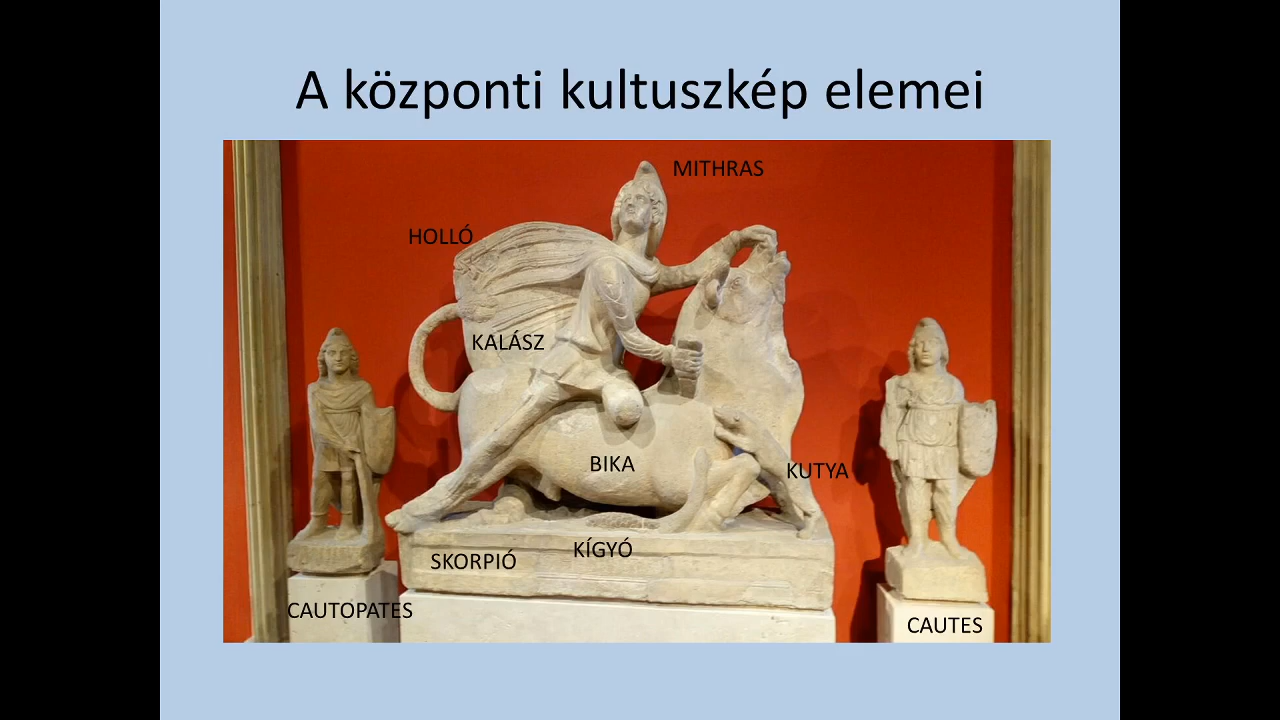 A központi kultuszkép elemei
MITHRAS
HOLLÓ
KALÁSZ
BIKA
KUTYA
KÍGYÓ
SKORPIÓ
CAUTOPATES
CAUTES